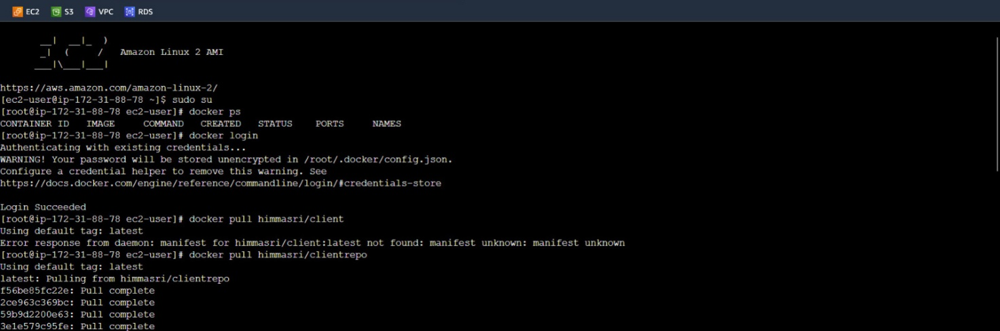 EC2 S3 VPC RDS
__|  __|_  )
_|  (     /   Amazon Linux 2 AMI
___|\___|___|
https://aws.amazon.com/amazon-linux-2/
[ec2-user@ip-172-31-88-78 ~]$ sudo su
[root@ip-172-31-88-78 ec2-user]# docker ps
CONTAINER ID   IMAGE     COMMAND   CREATED   STATUS    PORTS     NAMES
[root@ip-172-31-88-78 ec2-user]# docker login
Authenticating with existing credentials...
WARNING! Your password will be stored unencrypted in /root/.docker/config.json.
Configure a credential helper to remove this warning. See
https://docs.docker.com/engine/reference/commandline/login/#credentials-store
Login Succeeded
[root@ip-172-31-88-78 ec2-user]# docker pull himmasri/client
Using default tag: latest
Error response from daemon: manifest for himmasri/client:latest not found: manifest unknown: manifest unknown
[root@ip-172-31-88-78 ec2-user]# docker pull himmasri/clientrepo
Using default tag: latest
latest: Pulling from himmasri/clientrepo
f56be85fc22e: Pull complete
2ce963c369bc: Pull complete
59b9d2200e63: Pull complete
3e1e579c95fe: Pull complete